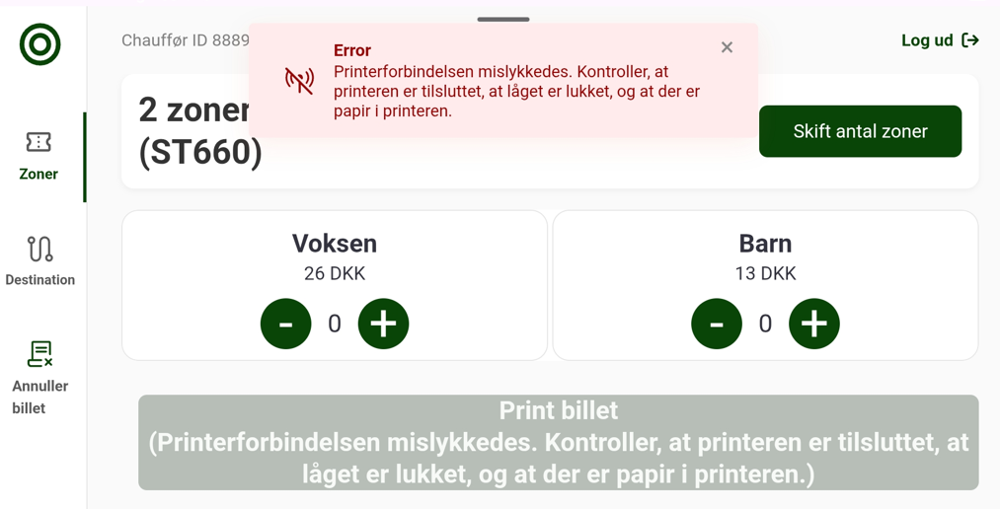 Chauffør ID 8889
Log ud
Error
Printerforbindelsen mislykkedes. Kontroller, at
printeren er tilsluttet, at låget er lukket, og at der er
papir i printeren.
2 zoner
(ST660)
Skift antal zoner
Zoner
Destination
Annuller
billet
Voksen
26 DKK
- 0 +
Barn
13 DKK
- 0 +
Print billet
(Printerforbindelsen mislykkedes. Kontroller, at printeren er tilsluttet, at
låget er lukket, og at der er papir i printeren.)